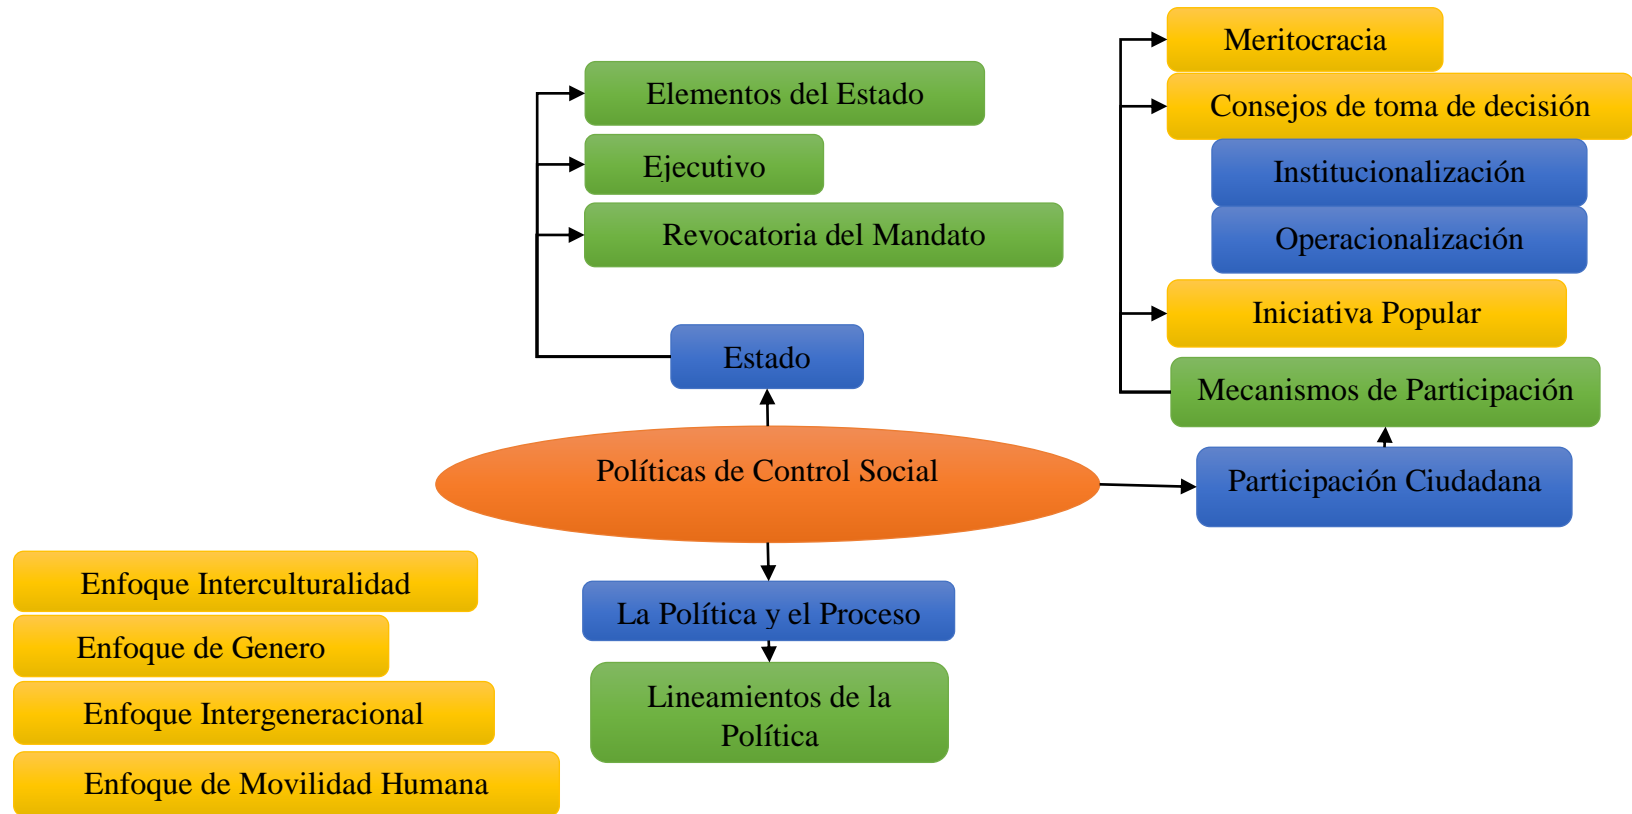 Meritocracia
Elementos del Estado
Consejos de toma de decisión
Ejecutivo
Institucionalización
Revocatoria del Mandato
Operacionalización
Iniciativa Popular
Estado
Mecanismos de Participación
Políticas de Control Social
Participación Ciudadana
Enfoque Interculturalidad
La Política y el Proceso
Enfoque de Genero
Lineamientos de la
Política
Enfoque Intergeneracional
Enfoque de Movilidad Humana